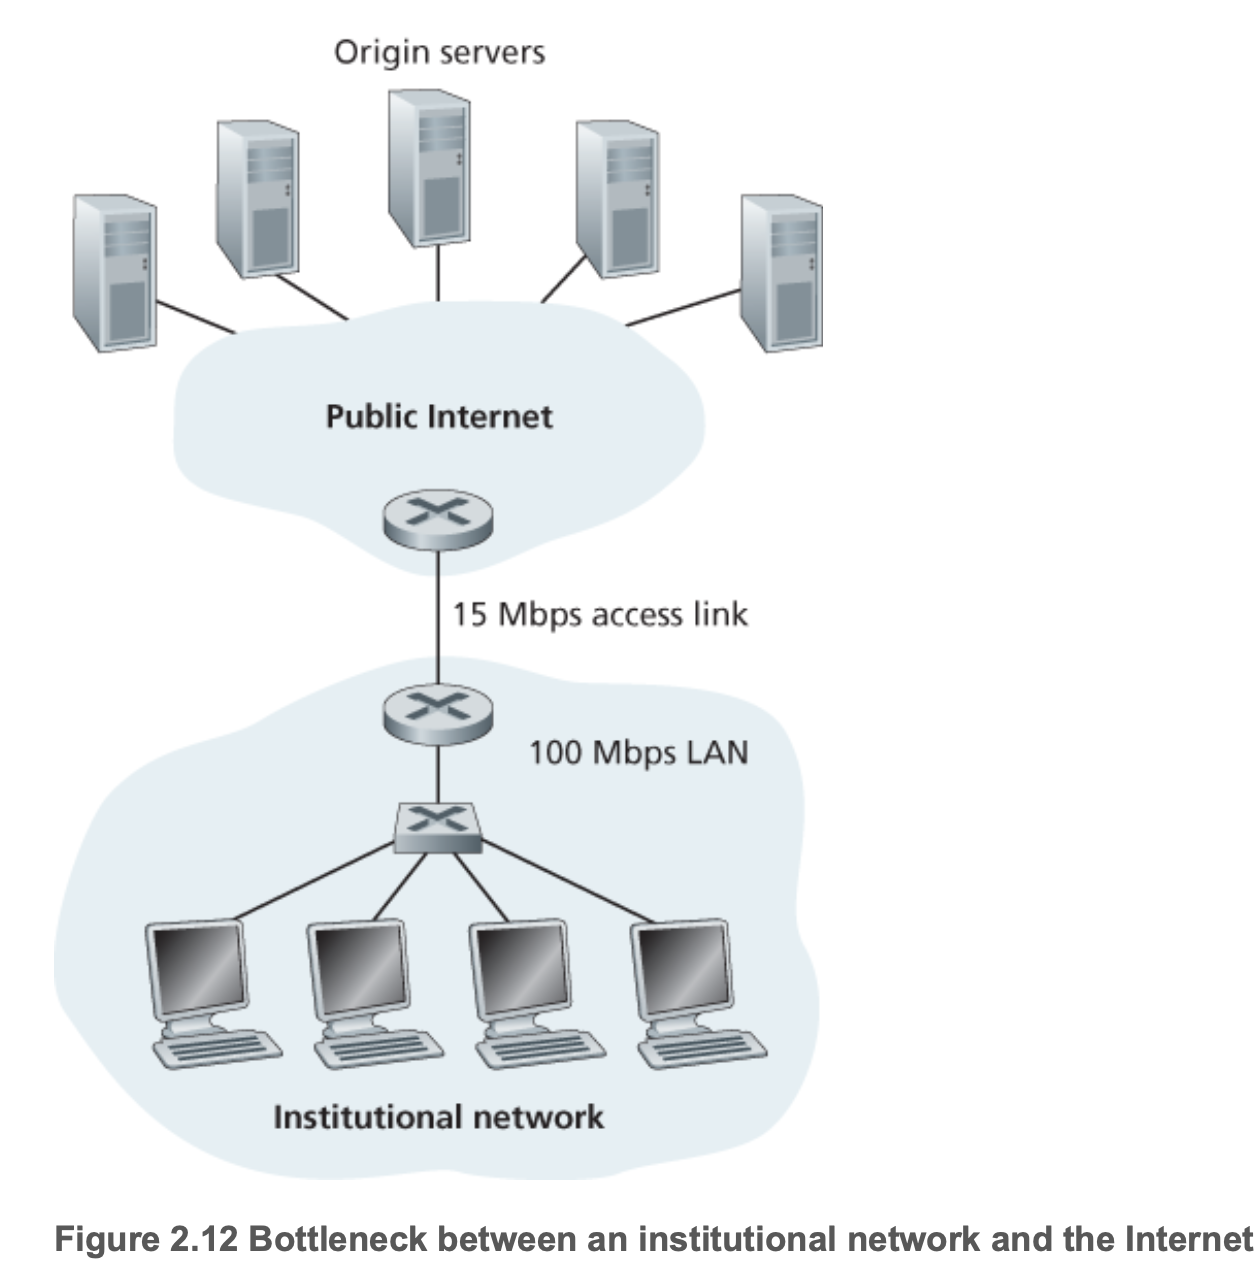 Origin servers
Public Internet
15 Mbps access link
100 Mbps LAN
Institutional network
Figure 2.12 Bottleneck between an institutional network and the Internet